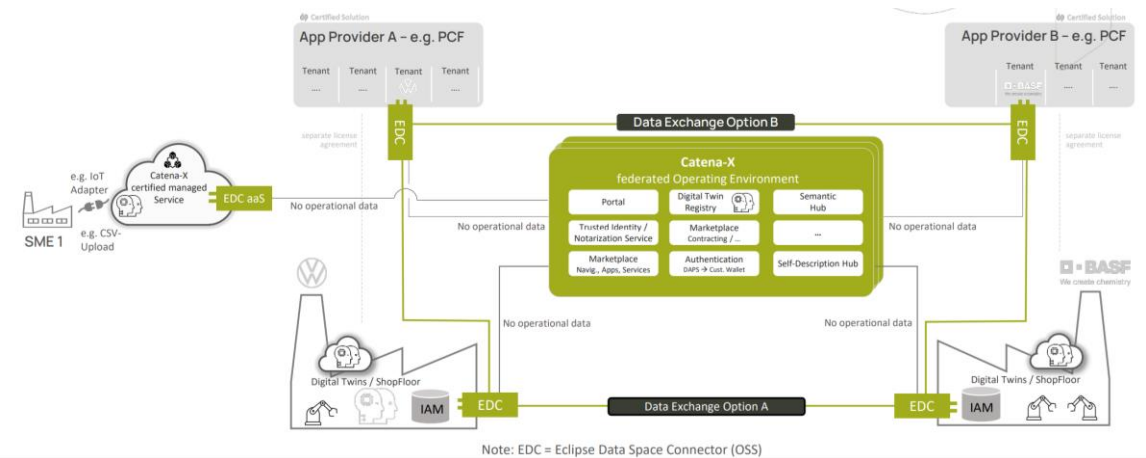 Certified Solution
App Provider A – e.g. PCF
Tenant Tenant Tenant Tenant
.... .... ....
EDC
separate license
agreement
Certified Solution
App Provider B – e.g. PCF
Tenant Tenant Tenant
BASF
We create chemistry
.... ....
EDC
separate license
agreement
Data Exchange Option B
Catena-X
federated Operating Environment
Portal
Digital Twin
Registry
Semantic
Hub
Trusted Identity /
Notarization Service
Marketplace
Contracting / ...
...
Marketplace
Navig., Apps, Services
Authentication
DAPS → Cust. Wallet
Self-Description Hub
e.g. IoT
Adapter
e.g. CSV-
Upload
SME 1
Catena-X
certified managed
Service
EDC aaS
No operational data
No operational data
No operational data
No operational data
No operational data
BASF
We create chemistry
Digital Twins / ShopFloor
IAM
EDC
Data Exchange Option A
EDC
Digital Twins / ShopFloor
IAM
Note: EDC = Eclipse Data Space Connector (OSS)